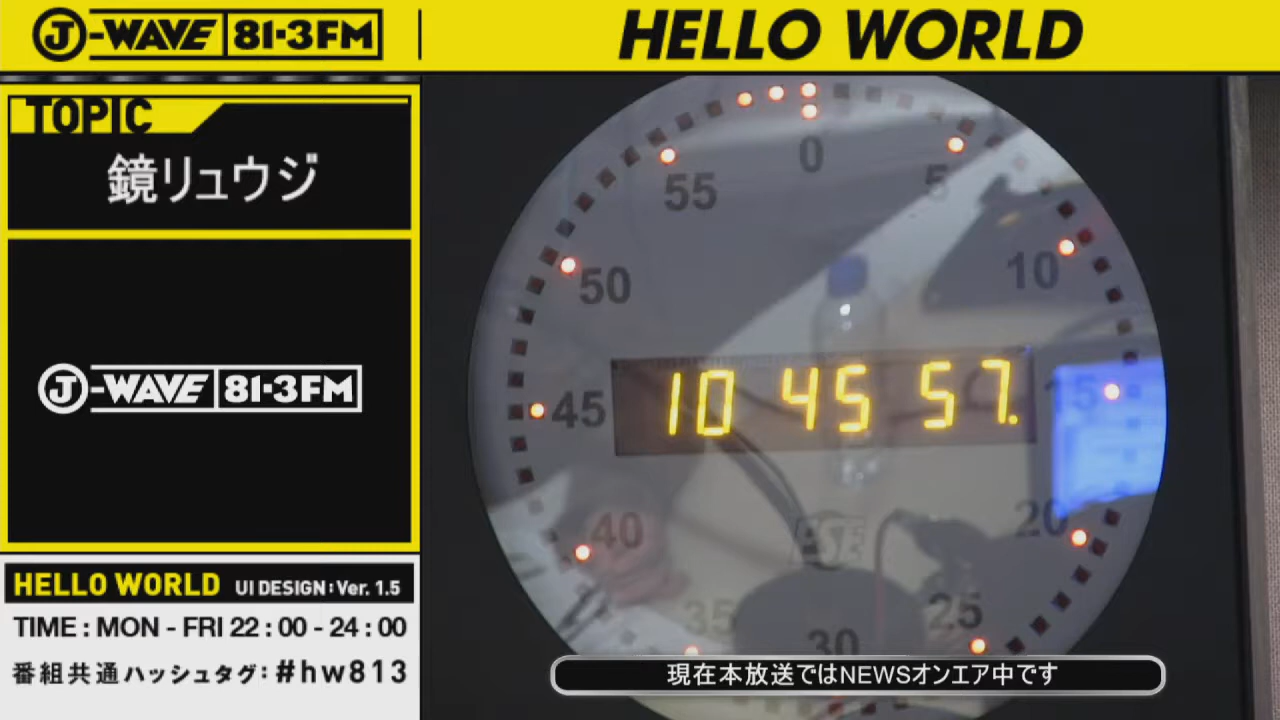 J-WAVE 81.3FM
HELLO WORLD
TOPIC
鏡リュウジ
J-WAVE 81.3FM
HELLO WORLD UI DESIGN:Ver. 1.5
TIME : MON - FRI 22 : 00 - 24 : 00
番組共通ハッシュタグ: #hw813
0
5
10
15
20
25
30
35
40
45
50
55
10 45 57.
ESE
現在本放送ではNEWSオンエア中です